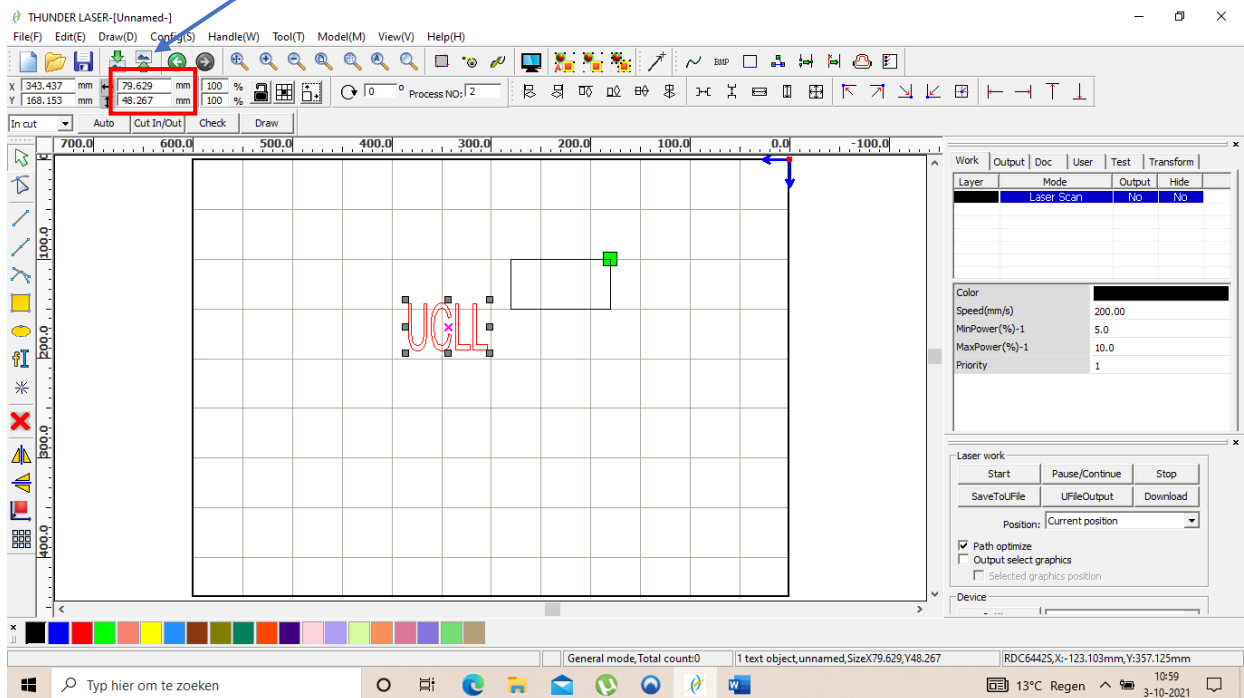 THUNDER LASER-[Unnamed-]
File(F) Edit(E) Draw(D) Config(S) Handle(W) Tool(T) Model(M) View(V) Help(H)
BMP
X 343.437 mm 79.629 mm 100 %
Y 168.153 mm 48.267 mm 100 %
0 ° Process NO: 2
In cut Auto Cut In/Out Check Draw
700.0 600.0 500.0 400.0 300.0 200.0 100.0 0.0 -100.0
0
100.0
200.0
300.0
400.0
UCLL
Work Output Doc User Test Transform
Layer Mode Output Hide
Laser Scan No No
Color
Speed(mm/s) 200.00
MinPower(%)-1 5.0
MaxPower(%)-1 10.0
Priority 1
Laser work
Start Pause/Continue Stop
SaveToUFile UFileOutput Download
Position: Current position
Path optimize
Output select graphics
Selected graphics position
Device
General mode,Total count:0 1 text object,unnamed,SizeX79.629,Y48.267 RDC6442S,X:-123.103mm,Y:357.125mm
Typ hier om te zoeken
13°C Regen
10:59
3-10-2021